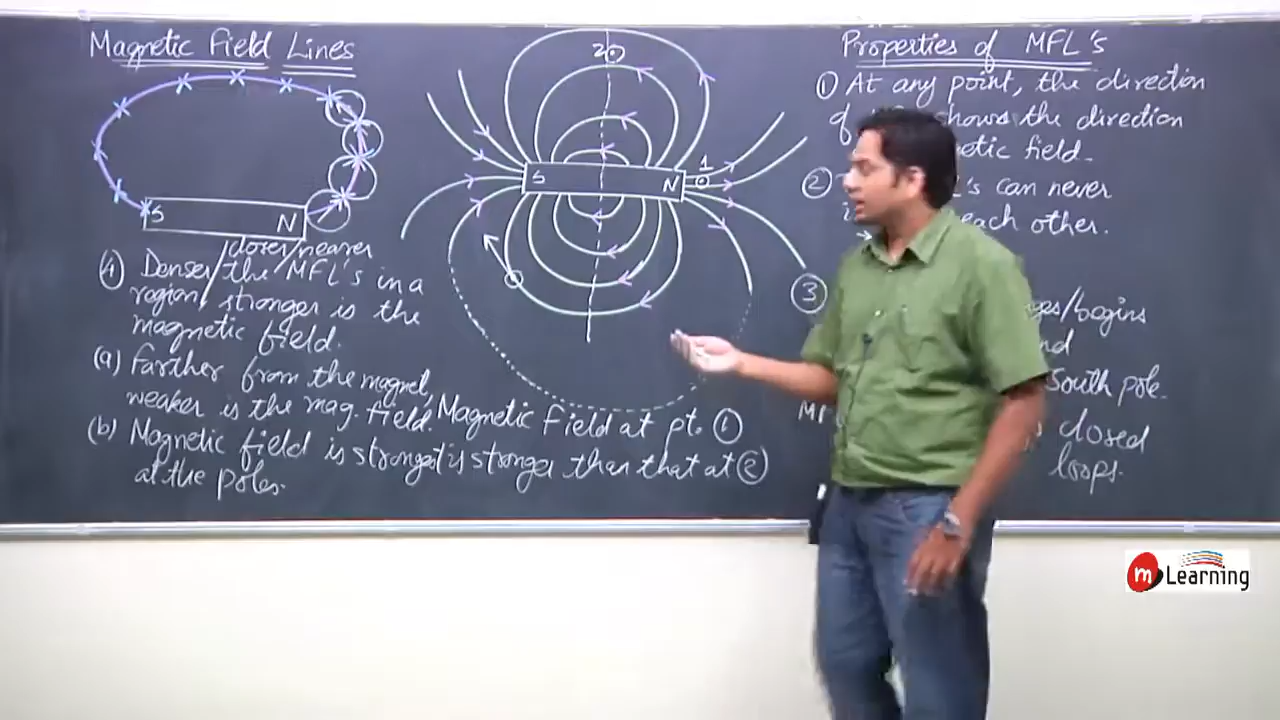 Magnetic Field Lines
S
N
④ Denser/closer/nearer the MFL's in a
region, stronger is the
magnetic field.
(a) Farther from the magnet,
weaker is the mag. field.
(b) Magnetic field is strongest
at the poles.
2
S
N
1
Magnetic Field at pt. ①
is stronger than that at ②
Properties of MFL's
① At any point, the direction
of shows the direction
field.
② 's can never
each other.
③
/begins
South pole.
closed
loops.
m Learning